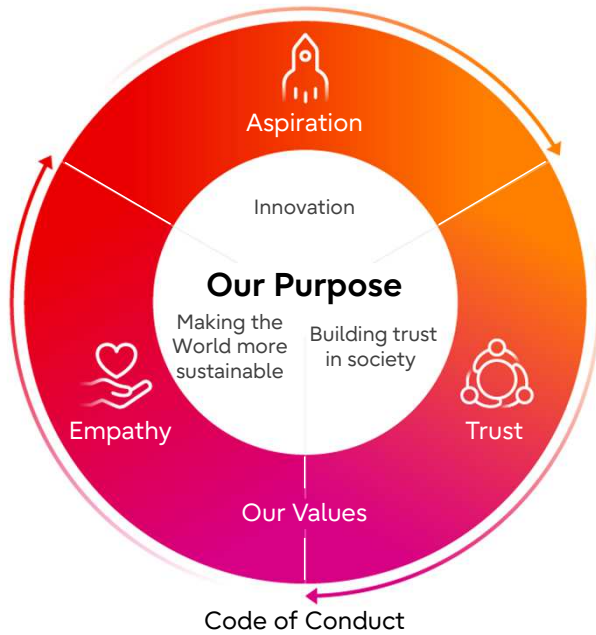 Aspiration
Innovation
Our Purpose
Making the
World more
sustainable
Building trust
in society
Empathy
Trust
Our Values
Code of Conduct